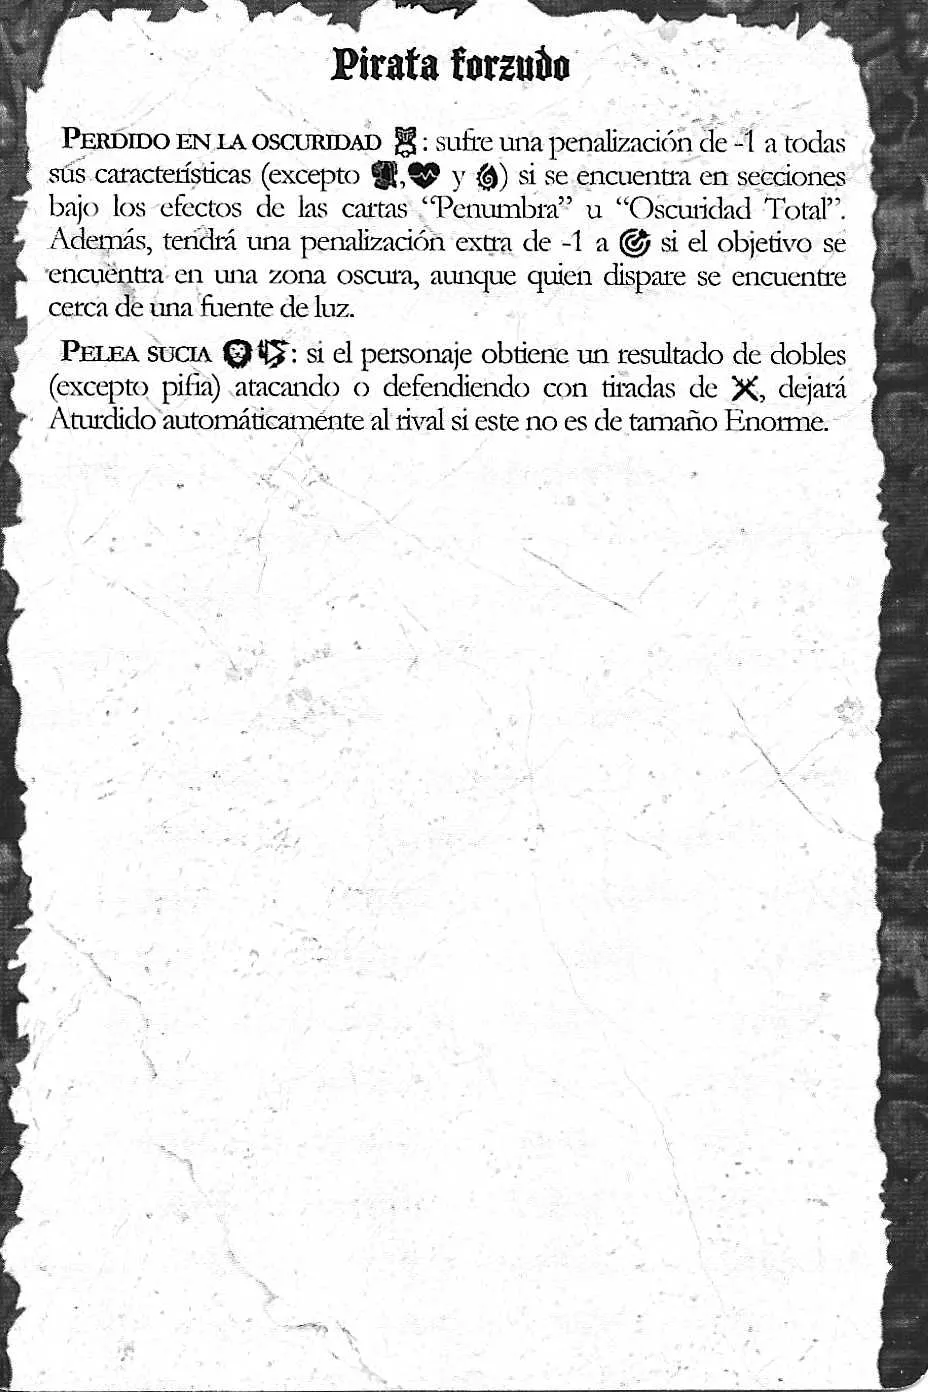 Pirata forzudo
PERDIDO EN LA OSCURIDAD : sufre una penalización de -1 a todas
sus características (excepto , y ) si se encuentra en secciones
bajo los efectos de las cartas “Penumbra” u “Oscuridad Total”.
Además, tendrá una penalización extra de -1 a si el objetivo se
encuentra en una zona oscura, aunque quien dispare se encuentre
cerca de una fuente de luz.
PELEA SUCIA : si el personaje obtiene un resultado de dobles
(excepto pifia) atacando o defendiendo con tiradas de , dejará
Aturdido automáticamente al rival si este no es de tamaño Enorme.